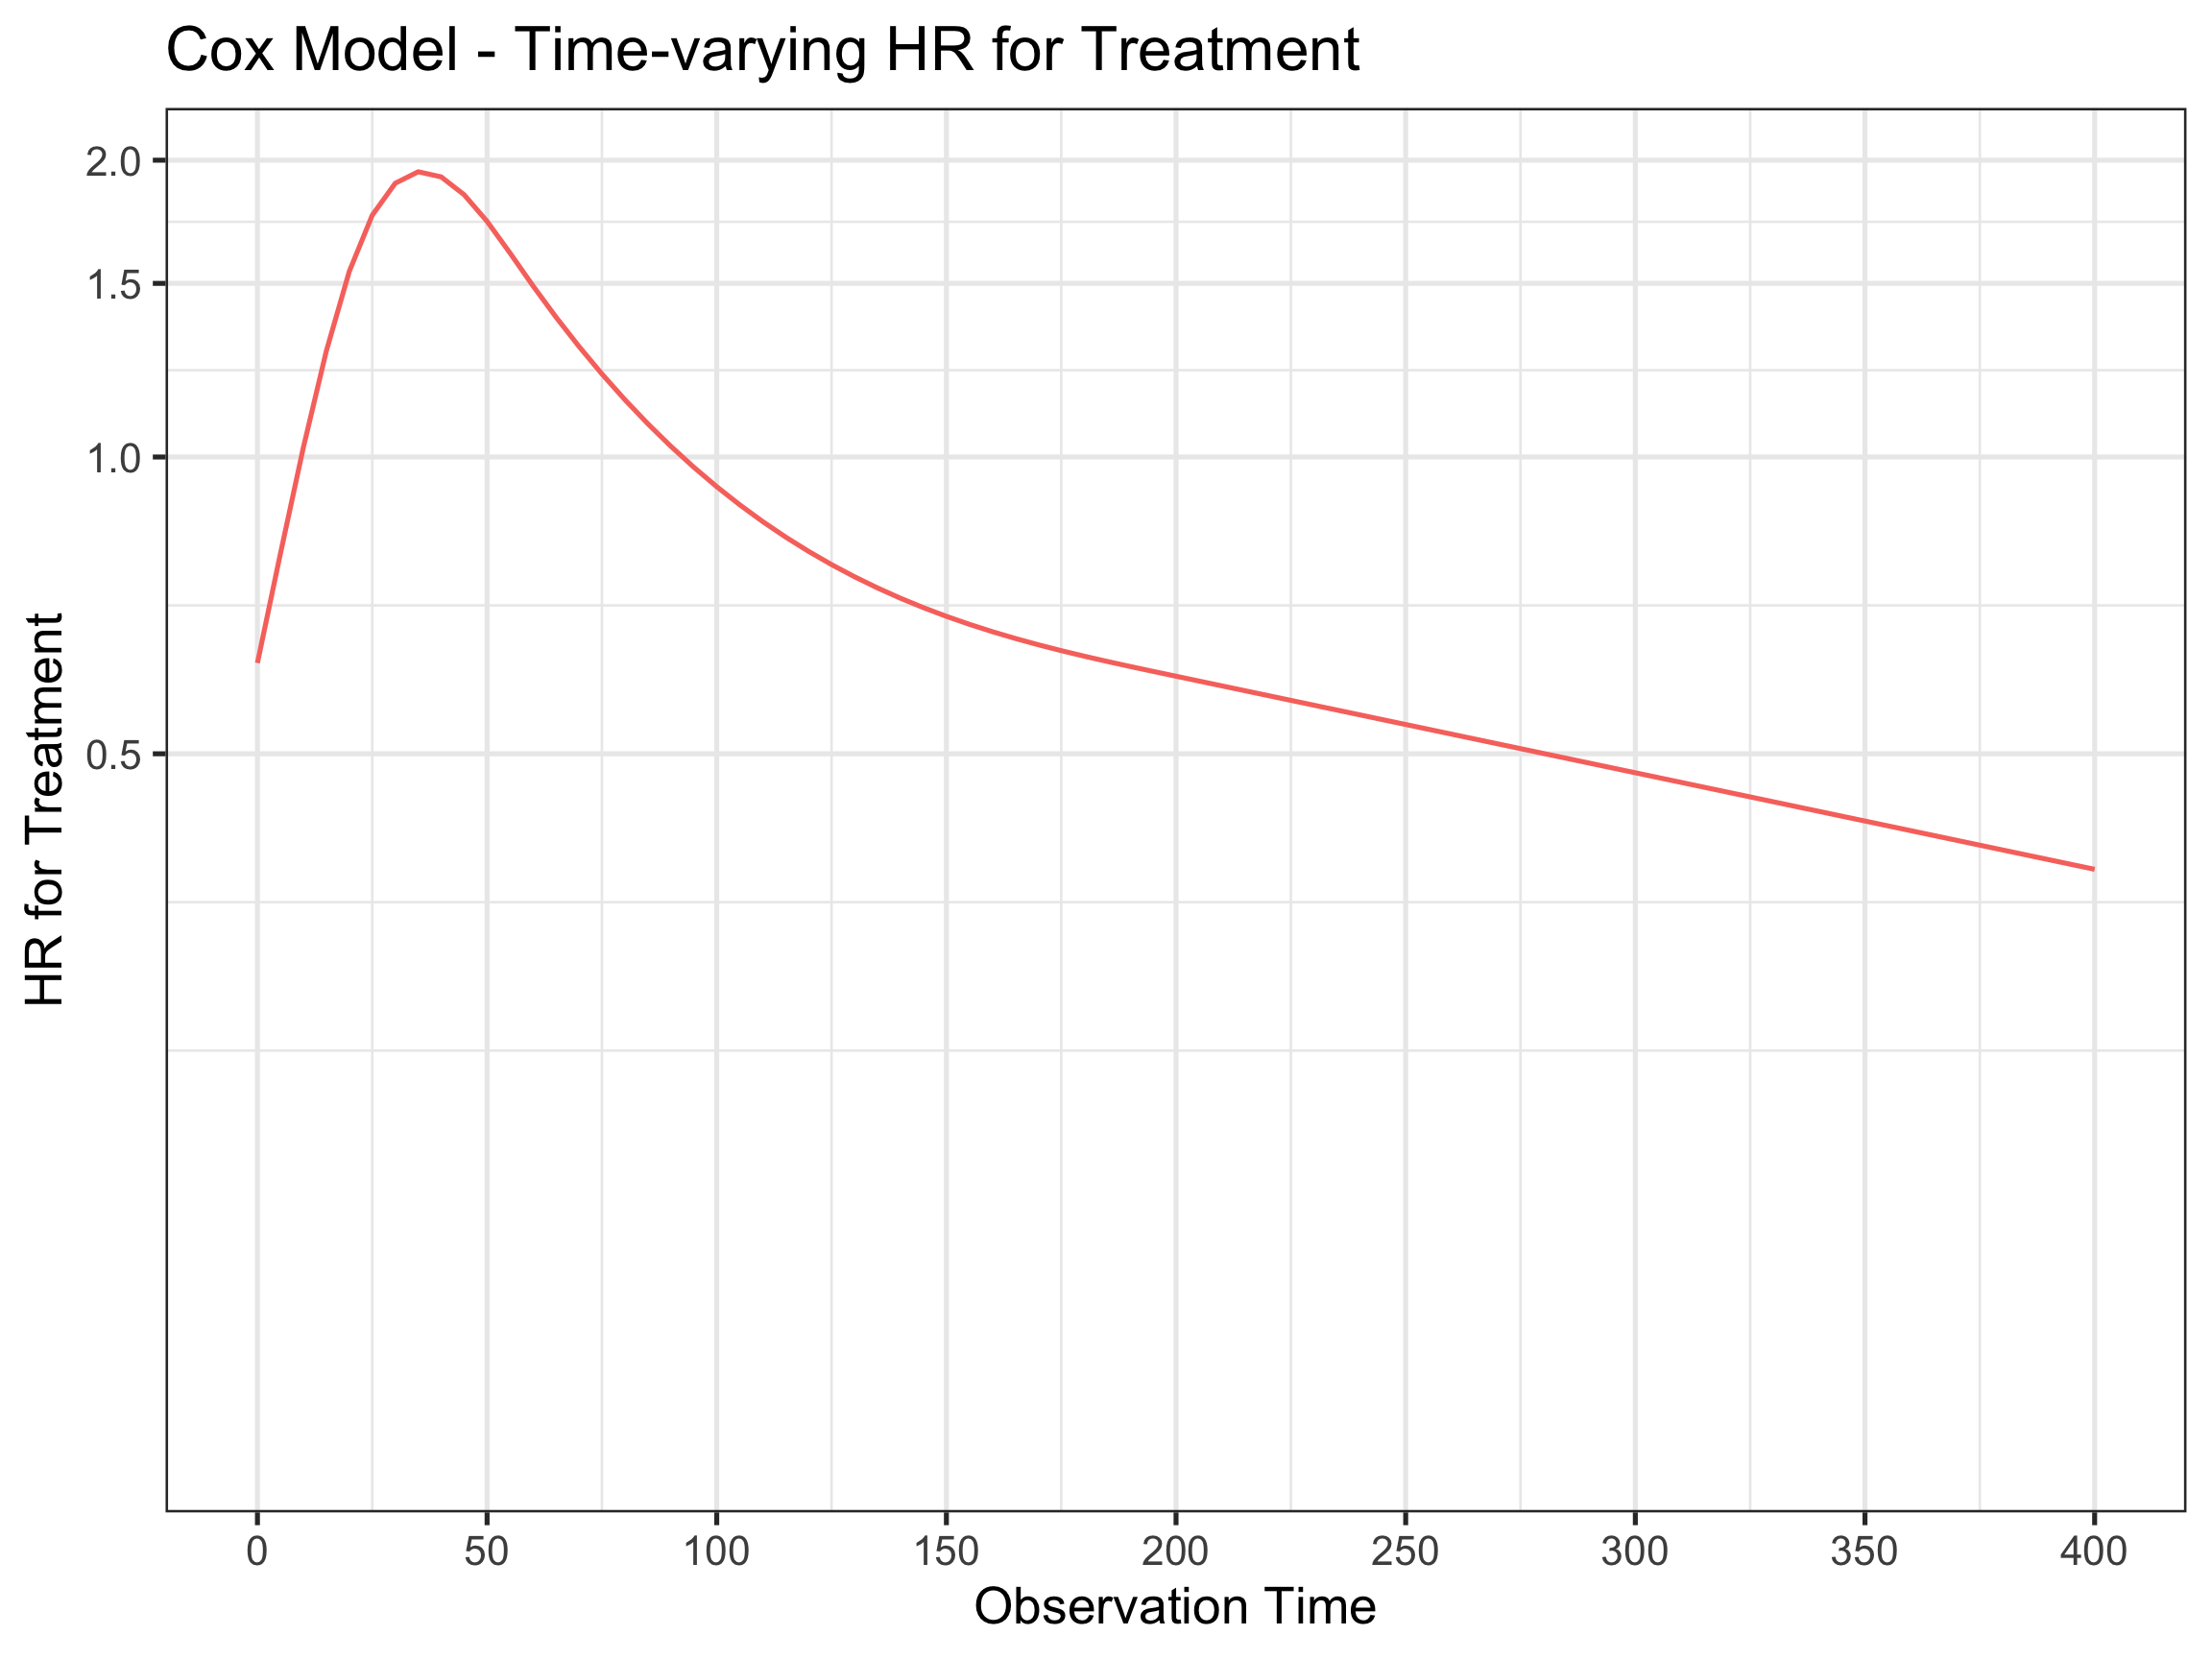 Cox Model - Time-varying HR for Treatment
2.0
1.5
1.0
0.5
HR for Treatment
0 50 100 150 200 250 300 350 400
Observation Time